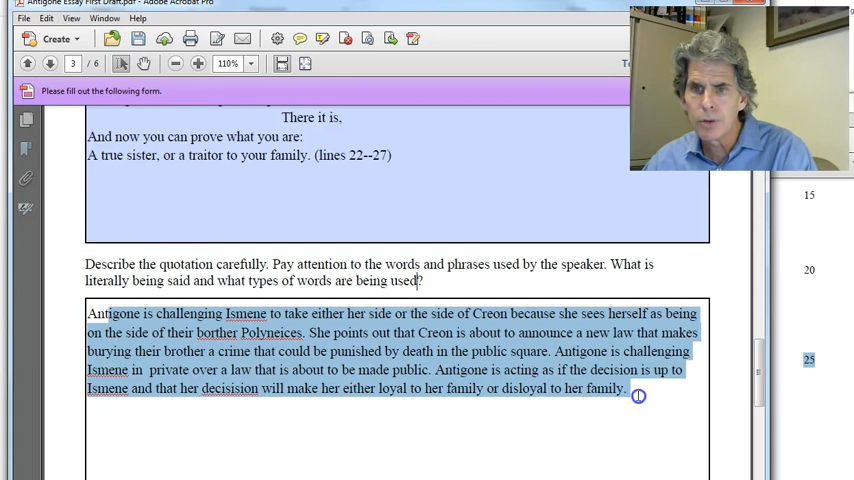 Antigone Essay First Draft.pdf - Adobe Acrobat Pro
File Edit View Window Help
Create
3 / 6 110%
Please fill out the following form.
There it is,
And now you can prove what you are:
A true sister, or a traitor to your family. (lines 22--27)
Describe the quotation carefully. Pay attention to the words and phrases used by the speaker. What is
literally being said and what types of words are being used?
Antigone is challenging Ismene to take either her side or the side of Creon because she sees herself as being
on the side of their borther Polyneices. She points out that Creon is about to announce a new law that makes
burying their brother a crime that could be punished by death in the public square. Antigone is challenging
Ismene in  private over a law that is about to be made public. Antigone is acting as if the decision is up to
Ismene and that her decisision will make her either loyal to her family or disloyal to her family.
15
20
25